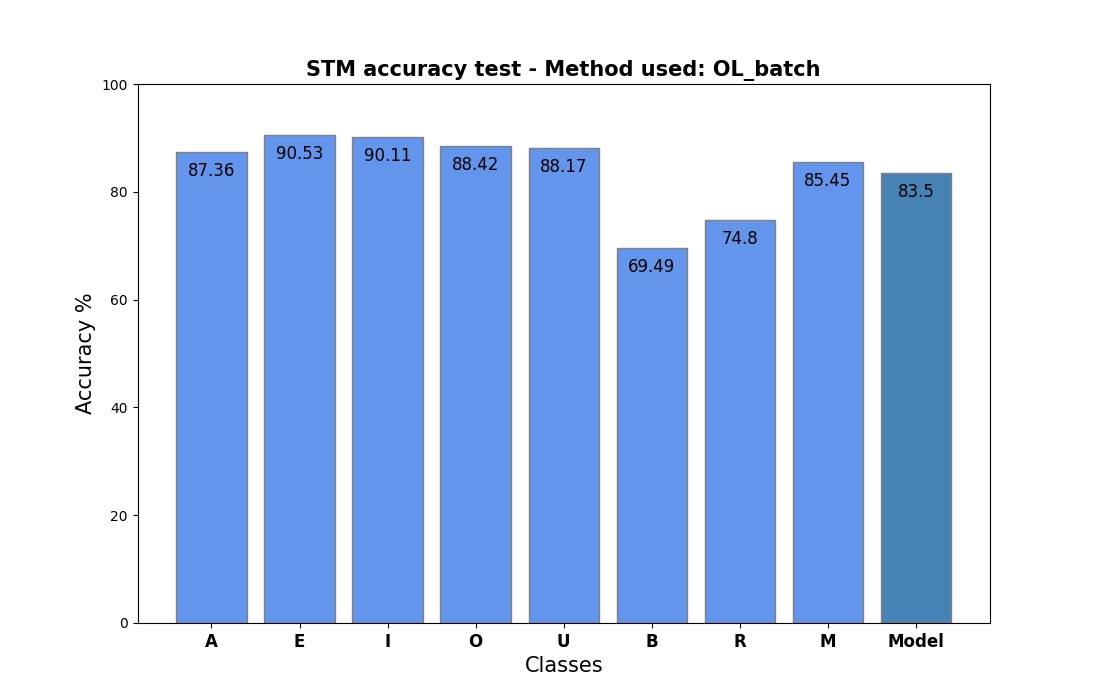 STM accuracy test - Method used: OL_batch
Accuracy %
100
80
60
40
20
0
87.36 90.53 90.11 88.42 88.17 69.49 74.8 85.45 83.5
A E I O U B R M Model
Classes